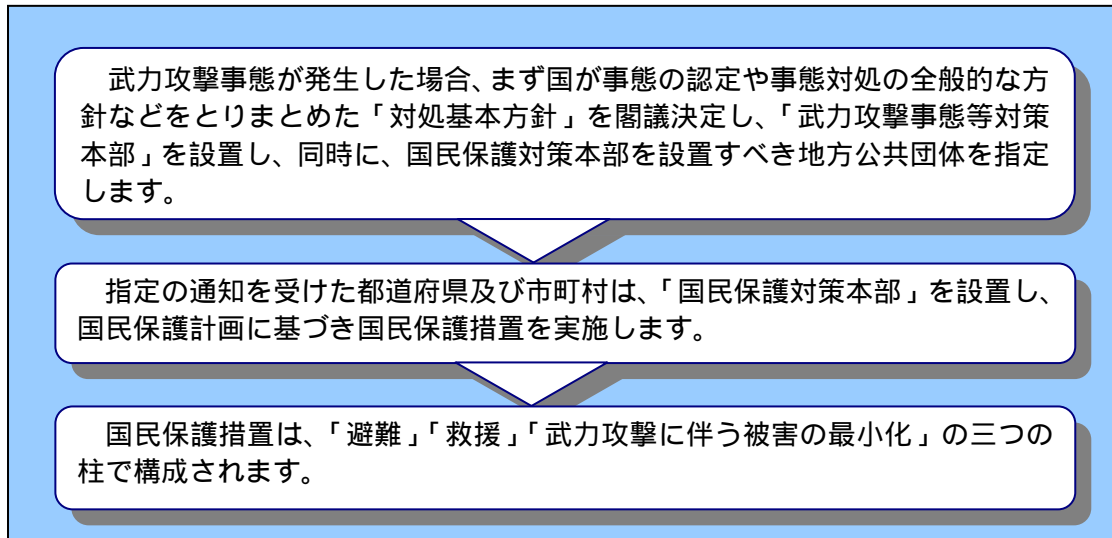 武力攻撃事態が発生した場合、まず国が事態の認定や事態対処の全般的な方
針などをとりまとめた「対処基本方針」を閣議決定し、「武力攻撃事態等対策
本部」を設置し、同時に、国民保護対策本部を設置すべき地方公共団体を指定
します。
指定の通知を受けた都道府県及び市町村は、「国民保護対策本部」を設置し、
国民保護計画に基づき国民保護措置を実施します。
国民保護措置は、「避難」「救援」「武力攻撃に伴う被害の最小化」の三つの
柱で構成されます。